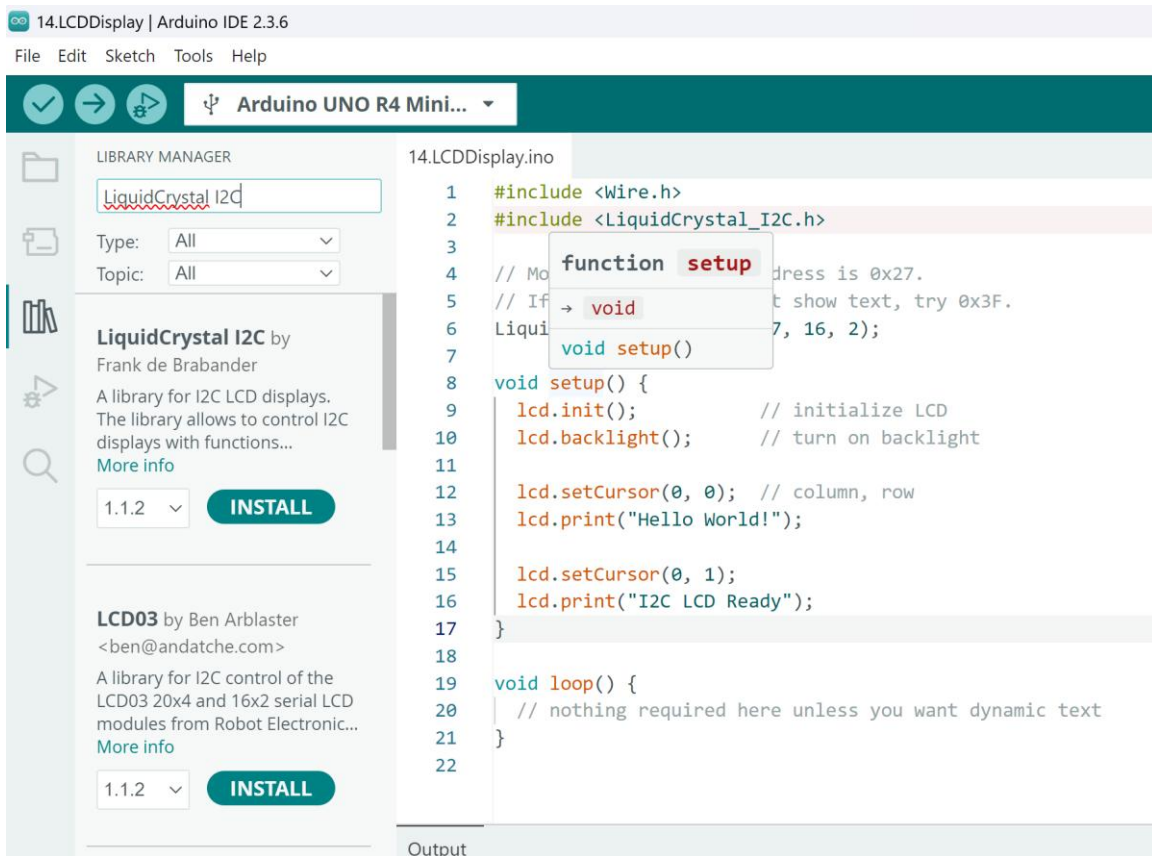 14.LCDDisplay | Arduino IDE 2.3.6
File Edit Sketch Tools Help
Arduino UNO R4 Mini...
LIBRARY MANAGER
LiquidCrystal I2C
Type: All
Topic: All
LiquidCrystal I2C by
Frank de Brabander
A library for I2C LCD displays.
The library allows to control I2C
displays with functions...
More info
1.1.2 INSTALL
LCD03 by Ben Arblaster
<ben@andatche.com>
A library for I2C control of the
LCD03 20x4 and 16x2 serial LCD
modules from Robot Electronic...
More info
1.1.2 INSTALL
14.LCDDisplay.ino
1 #include <Wire.h>
2 #include <LiquidCrystal_I2C.h>
3
4 // Mo dress is 0x27.
5 // If t show text, try 0x3F.
6 Liqui 7, 16, 2);
7
function setup
→ void
void setup()
8 void setup() {
9 lcd.init(); // initialize LCD
10 lcd.backlight(); // turn on backlight
11
12 lcd.setCursor(0, 0); // column, row
13 lcd.print("Hello World!");
14
15 lcd.setCursor(0, 1);
16 lcd.print("I2C LCD Ready");
17 }
18
19 void loop() {
20 // nothing required here unless you want dynamic text
21 }
22
Output